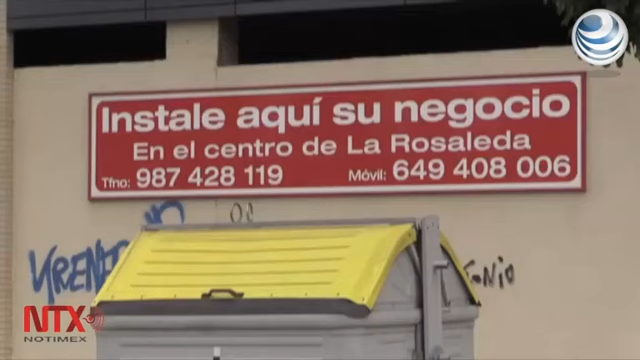 Instale aquí su negocio
En el centro de La Rosaleda
Tfno: 987 428 119 Móvil: 649 408 006
NTX
NOTIMEX